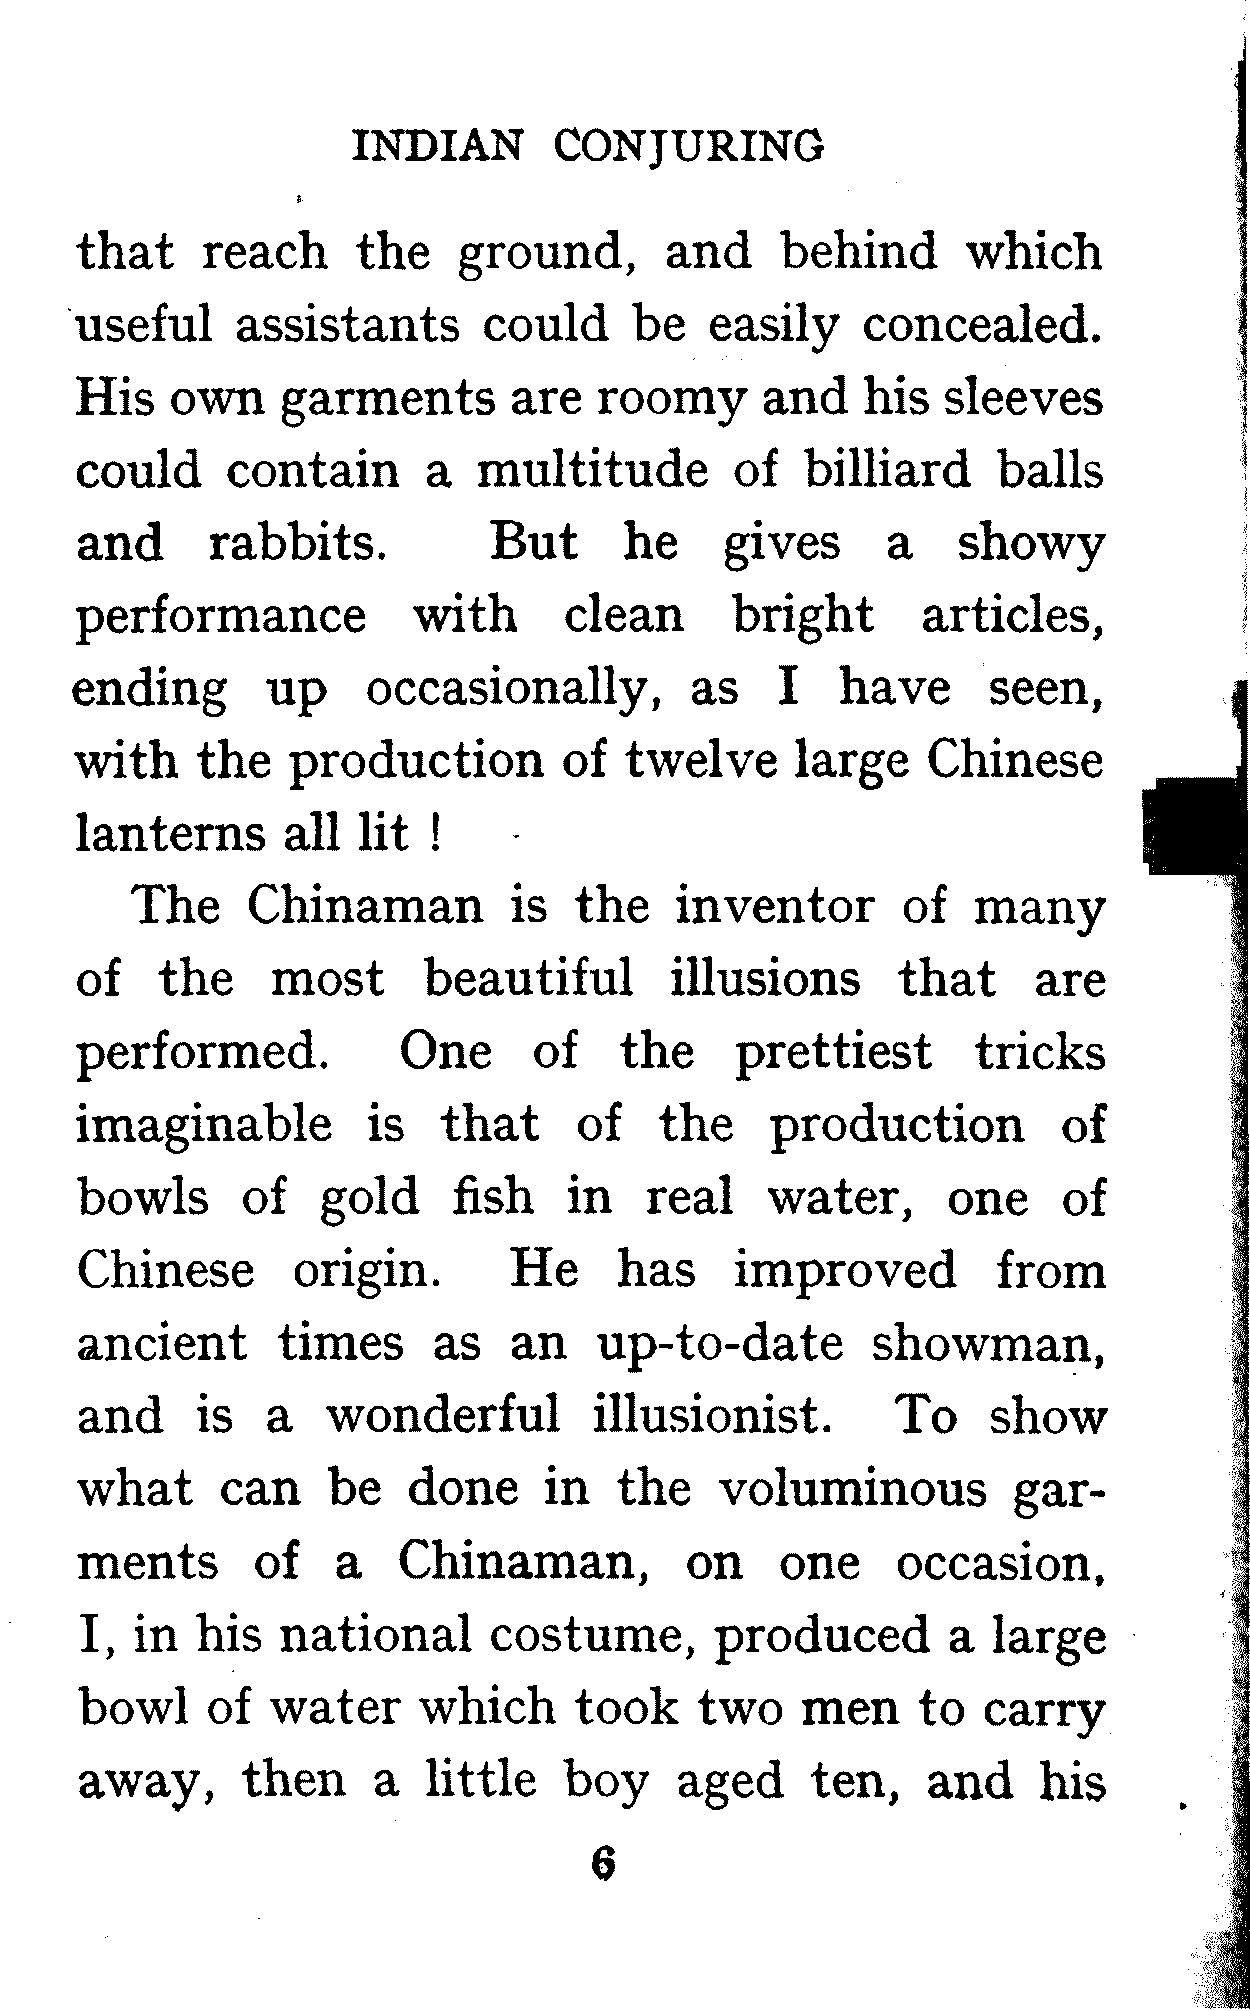 INDIAN CONJURING
that reach the ground, and behind which
useful assistants could be easily concealed.
His own garments are roomy and his sleeves
could contain a multitude of billiard balls
and rabbits. But he gives a showy
performance with clean bright articles,
ending up occasionally, as I have seen,
with the production of twelve large Chinese
lanterns all lit !
The Chinaman is the inventor of many
of the most beautiful illusions that are
performed. One of the prettiest tricks
imaginable is that of the production of
bowls of gold fish in real water, one of
Chinese origin. He has improved from
ancient times as an up-to-date showman,
and is a wonderful illusionist. To show
what can be done in the voluminous gar-
ments of a Chinaman, on one occasion,
I, in his national costume, produced a large
bowl of water which took two men to carry
away, then a little boy aged ten, and his
6